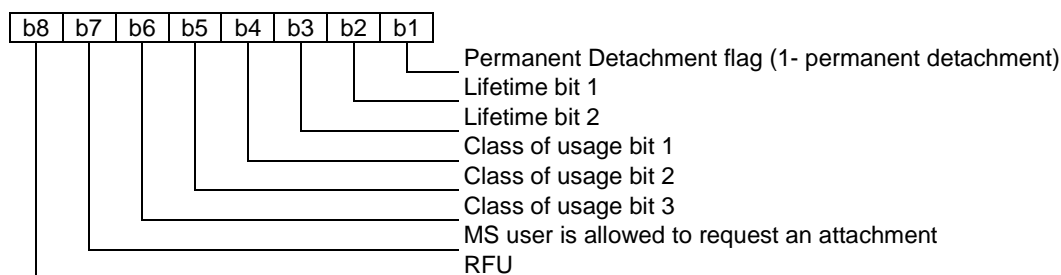 b8 b7 b6 b5 b4 b3 b2 b1
Permanent Detachment flag (1- permanent detachment)
Lifetime bit 1
Lifetime bit 2
Class of usage bit 1
Class of usage bit 2
Class of usage bit 3
MS user is allowed to request an attachment
RFU